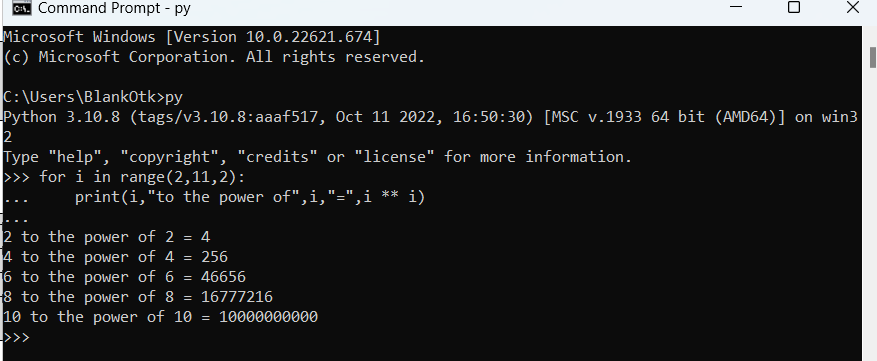 Command Prompt - py
Microsoft Windows [Version 10.0.22621.674]
(c) Microsoft Corporation. All rights reserved.
C:\Users\BlankOtk>py
Python 3.10.8 (tags/v3.10.8:aaaf517, Oct 11 2022, 16:50:30) [MSC v.1933 64 bit (AMD64)] on win3
2
Type "help", "copyright", "credits" or "license" for more information.
>>> for i in range(2,11,2):
...     print(i,"to the power of",i,"=",i ** i)
...
2 to the power of 2 = 4
4 to the power of 4 = 256
6 to the power of 6 = 46656
8 to the power of 8 = 16777216
10 to the power of 10 = 10000000000
>>>